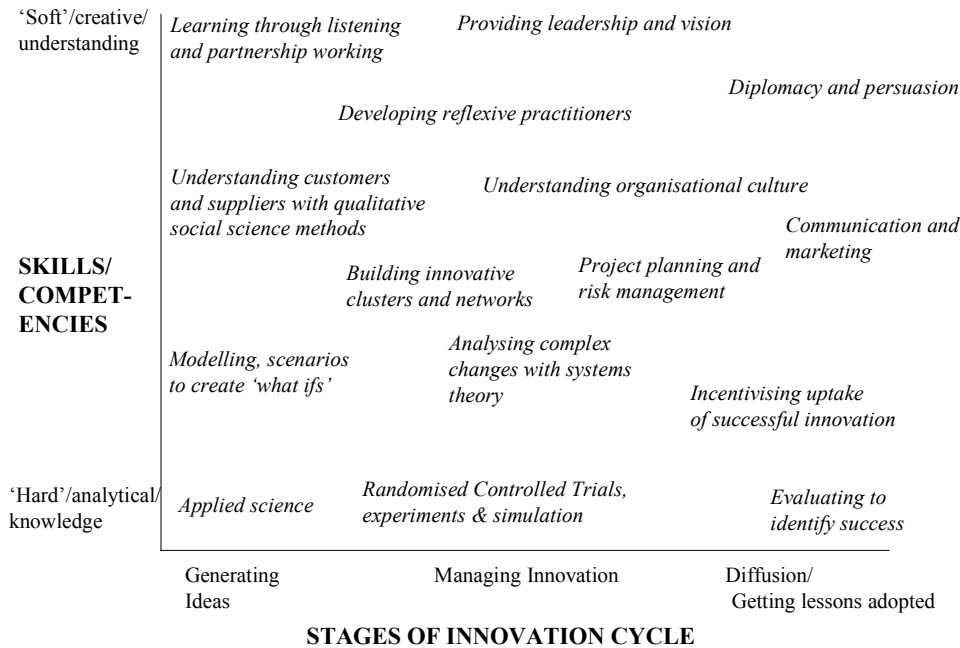 ‘Soft’/creative/
understanding
Learning through listening
and partnership working
Providing leadership and vision
Diplomacy and persuasion
Developing reflexive practitioners
Understanding customers
and suppliers with qualitative
social science methods
Understanding organisational culture
Communication and
marketing
SKILLS/
COMPET-
ENCIES
Building innovative
clusters and networks
Project planning and
risk management
Modelling, scenarios
to create ‘what ifs’
Analysing complex
changes with systems
theory
Incentivising uptake
of successful innovation
‘Hard’/analytical/
knowledge
Applied science
Randomised Controlled Trials,
experiments & simulation
Evaluating to
identify success
Generating
Ideas
Managing Innovation
Diffusion/
Getting lessons adopted
STAGES OF INNOVATION CYCLE